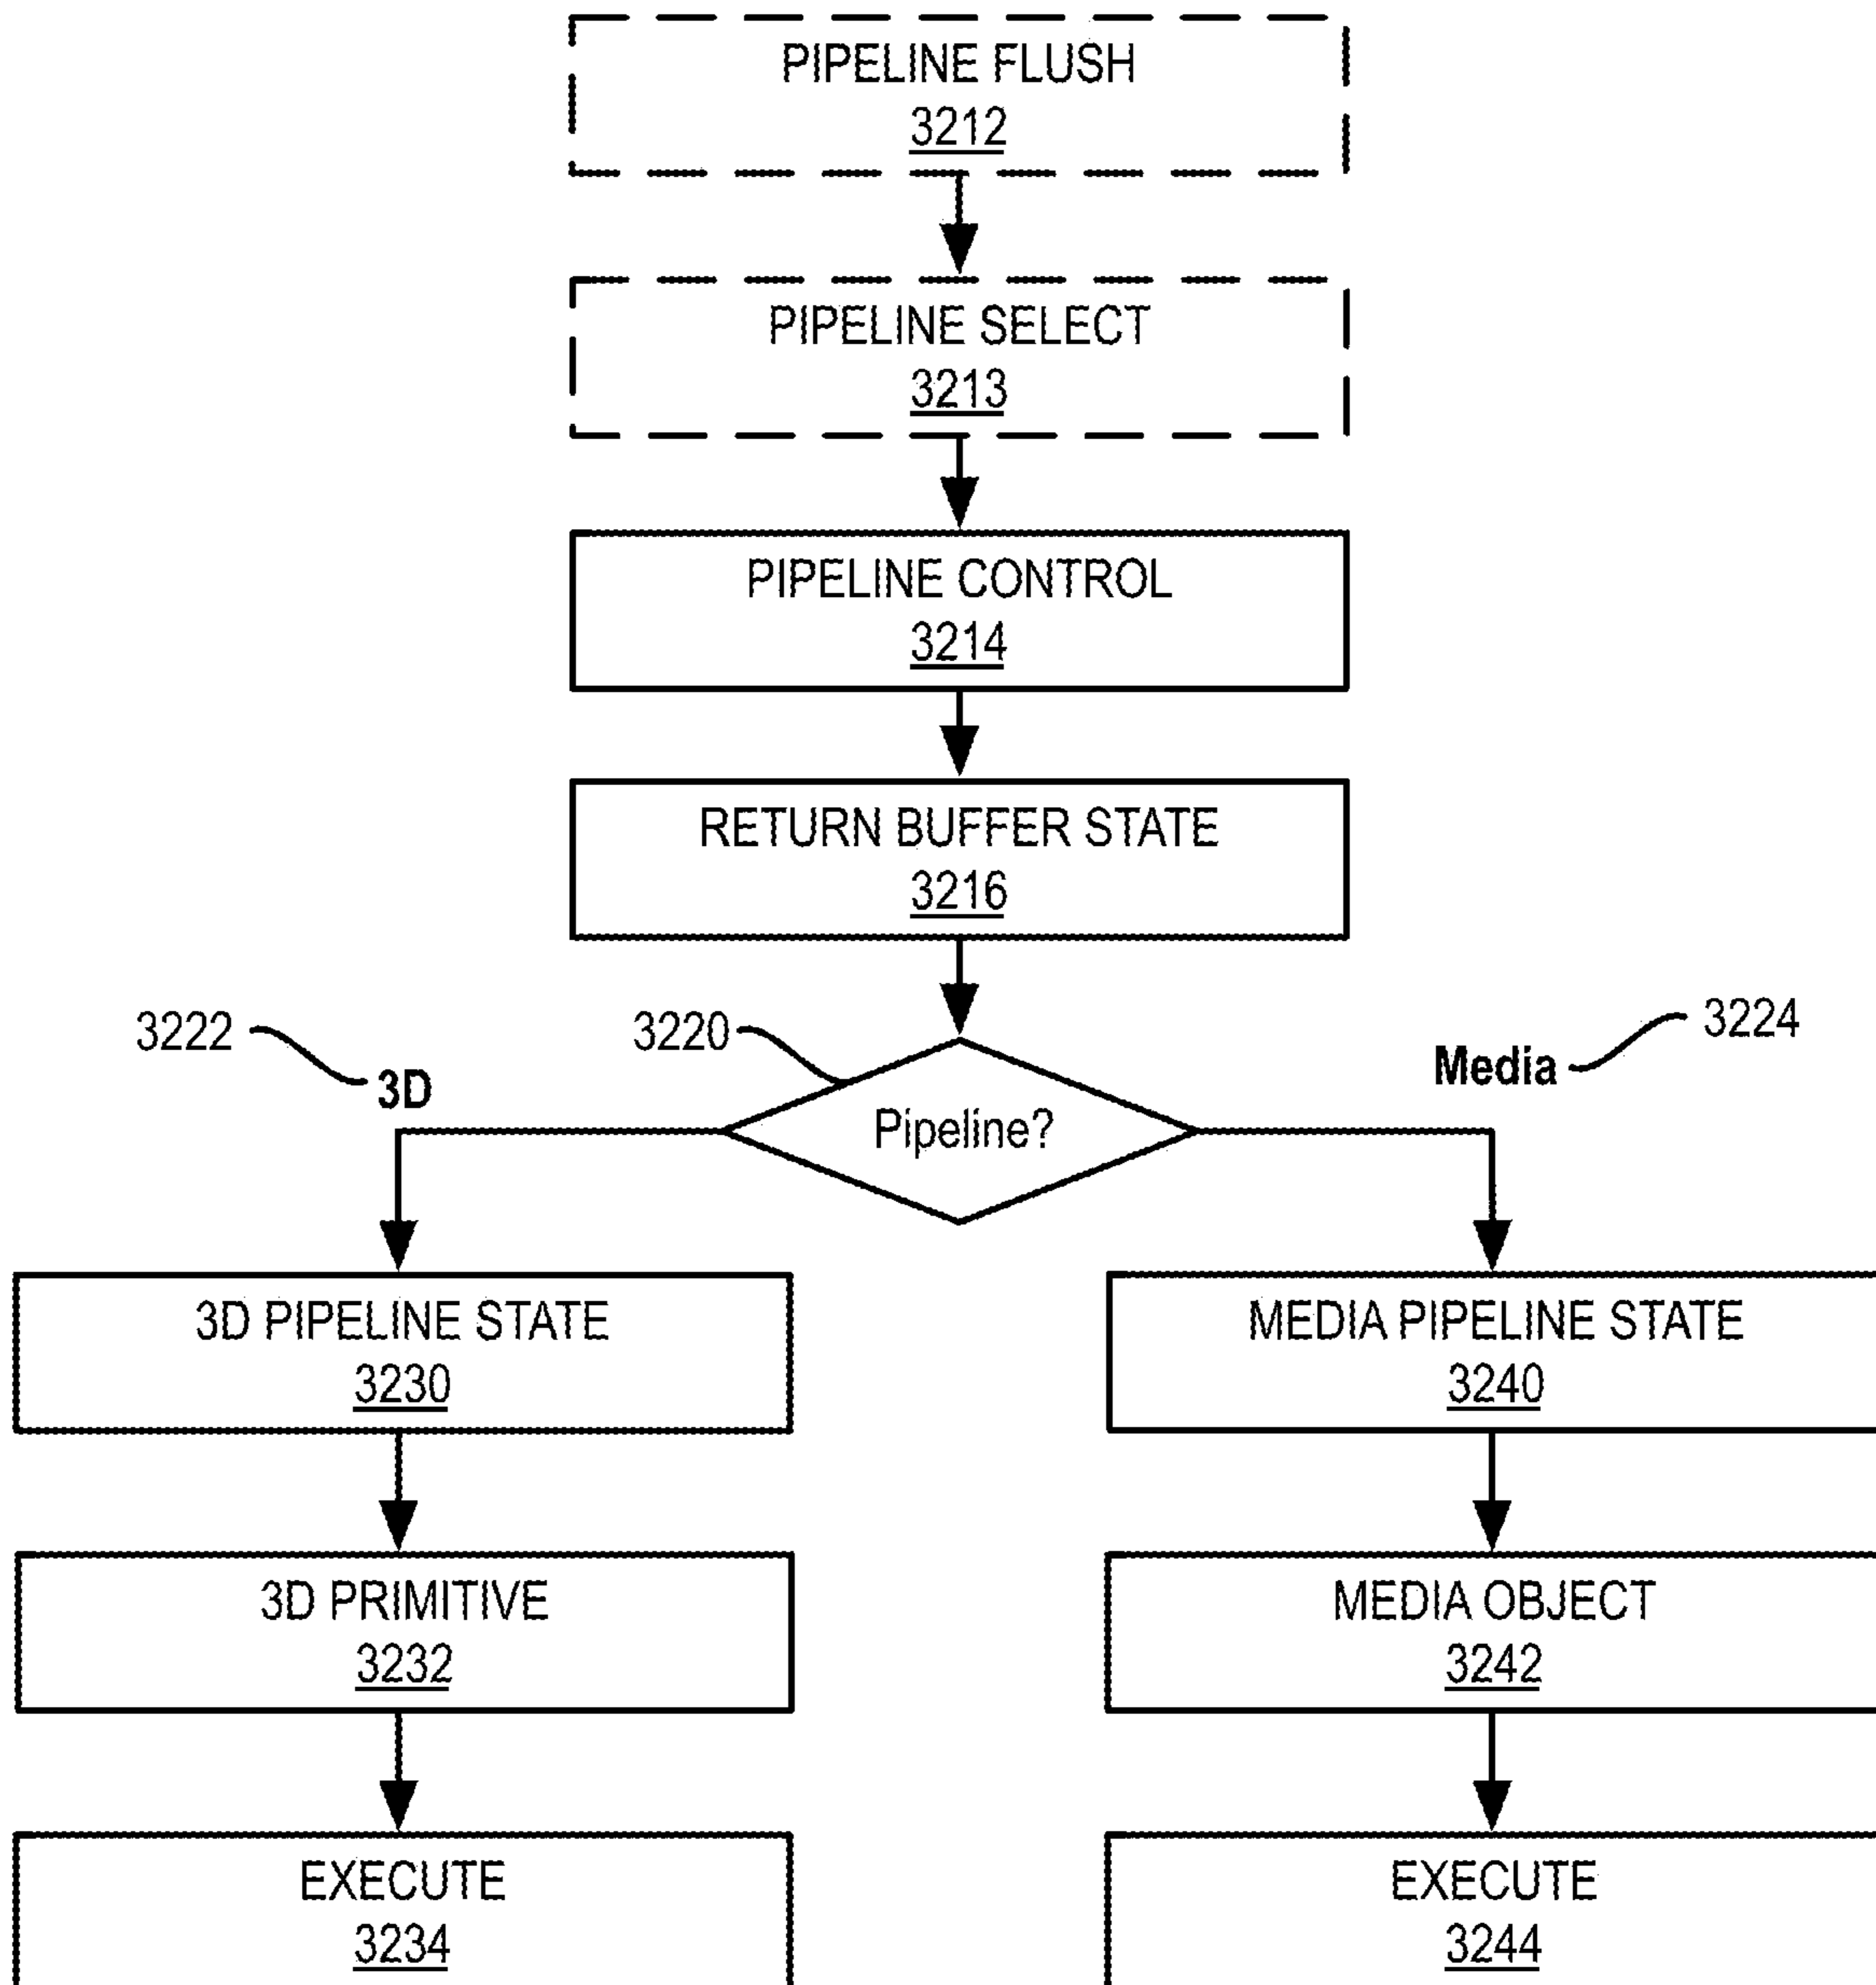 PIPELINE FLUSH
3212
PIPELINE SELECT
3213
PIPELINE CONTROL
3214
RETURN BUFFER STATE
3216
3222
3D
3220
Pipeline?
Media
3224
3D PIPELINE STATE
3230
MEDIA PIPELINE STATE
3240
3D PRIMITIVE
3232
MEDIA OBJECT
3242
EXECUTE
3234
EXECUTE
3244